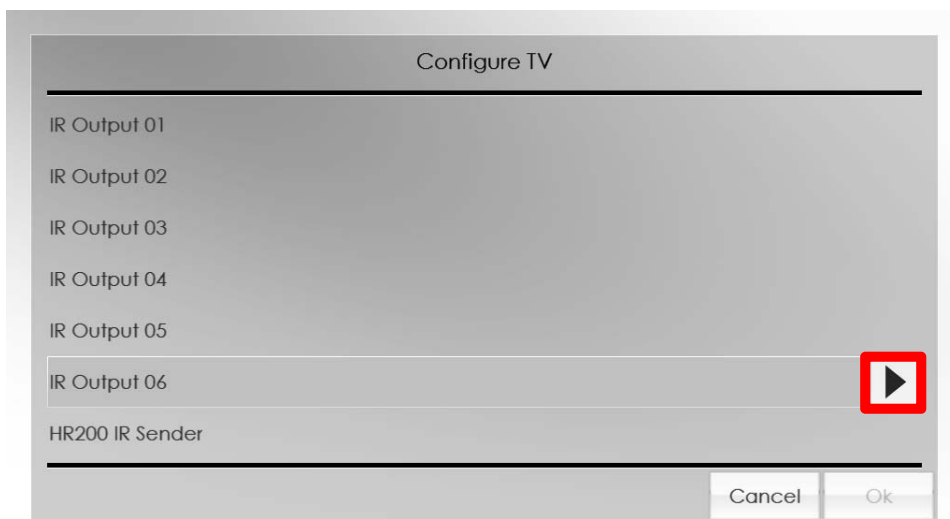 Configure TV
IR Output 01
IR Output 02
IR Output 03
IR Output 04
IR Output 05
IR Output 06
HR200 IR Sender
Cancel Ok